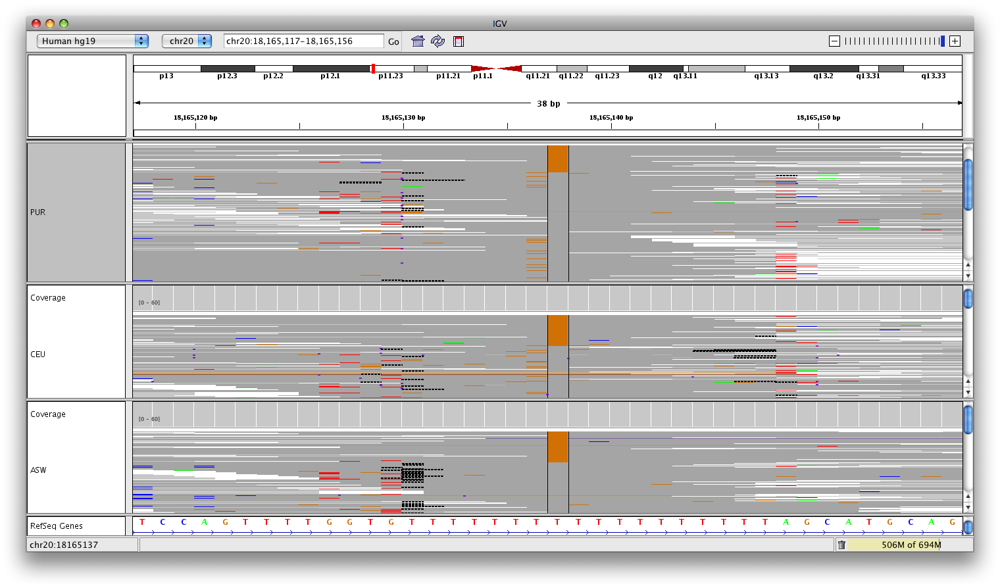 IGV
Human hg19 chr20 chr20:18,165,117-18,165,156 Go
p13 p12.3 p12.2 p12.1 p11.23 p11.21 p11.1 q11.21 q11.22 q11.23 q12 q13.11 q13.13 q13.2 q13.31 q13.33
38 bp
18,165,120 bp 18,165,130 bp 18,165,140 bp 18,165,150 bp
PUR
Coverage
[0 - 60]
CEU
Coverage
[0 - 60]
ASW
RefSeq Genes T C C A G T T T T G G T G T T T T T T T T T T T T T T T T T T A G C A T G C A G
chr20:18165137 506M of 694M